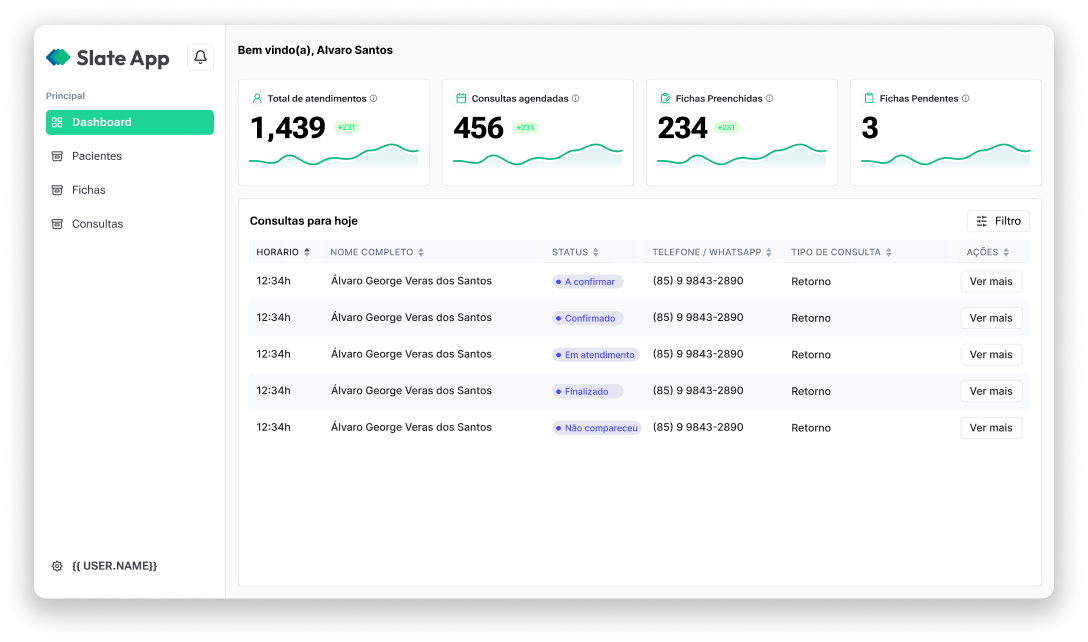 Slate App
Principal
Dashboard
Pacientes
Fichas
Consultas
{{ USER.NAME}}
Bem vindo(a), Alvaro Santos
Total de atendimentos
1,439 +231
Consultas agendadas
456 +231
Fichas Preenchidas
234 +231
Fichas Pendentes
3
Consultas para hoje
Filtro
HORARIO NOME COMPLETO STATUS TELEFONE / WHATSAPP TIPO DE CONSULTA AÇÕES
12:34h Álvaro George Veras dos Santos A confirmar (85) 9 9843-2890 Retorno Ver mais
12:34h Álvaro George Veras dos Santos Confirmado (85) 9 9843-2890 Retorno Ver mais
12:34h Álvaro George Veras dos Santos Em atendimento (85) 9 9843-2890 Retorno Ver mais
12:34h Álvaro George Veras dos Santos Finalizado (85) 9 9843-2890 Retorno Ver mais
12:34h Álvaro George Veras dos Santos Não compareceu (85) 9 9843-2890 Retorno Ver mais